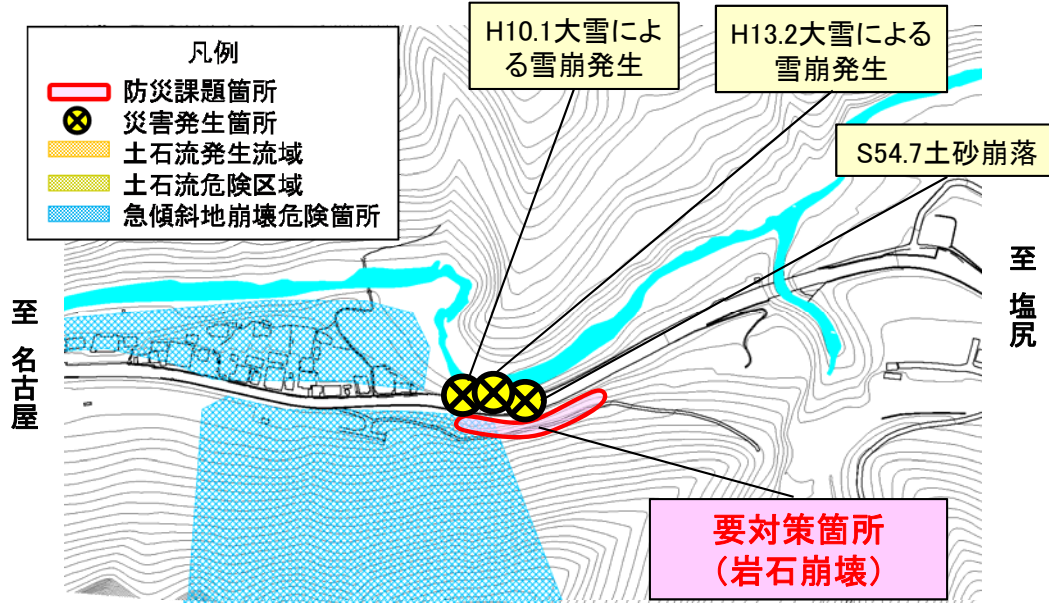 凡例
防災課題箇所
災害発生箇所
土石流発生流域
土石流危険区域
急傾斜地崩壊危険箇所
H10.1大雪によ
る雪崩発生
H13.2大雪による
雪崩発生
S54.7土砂崩落
至 名古屋
至 塩尻
要対策箇所
（岩石崩壊）